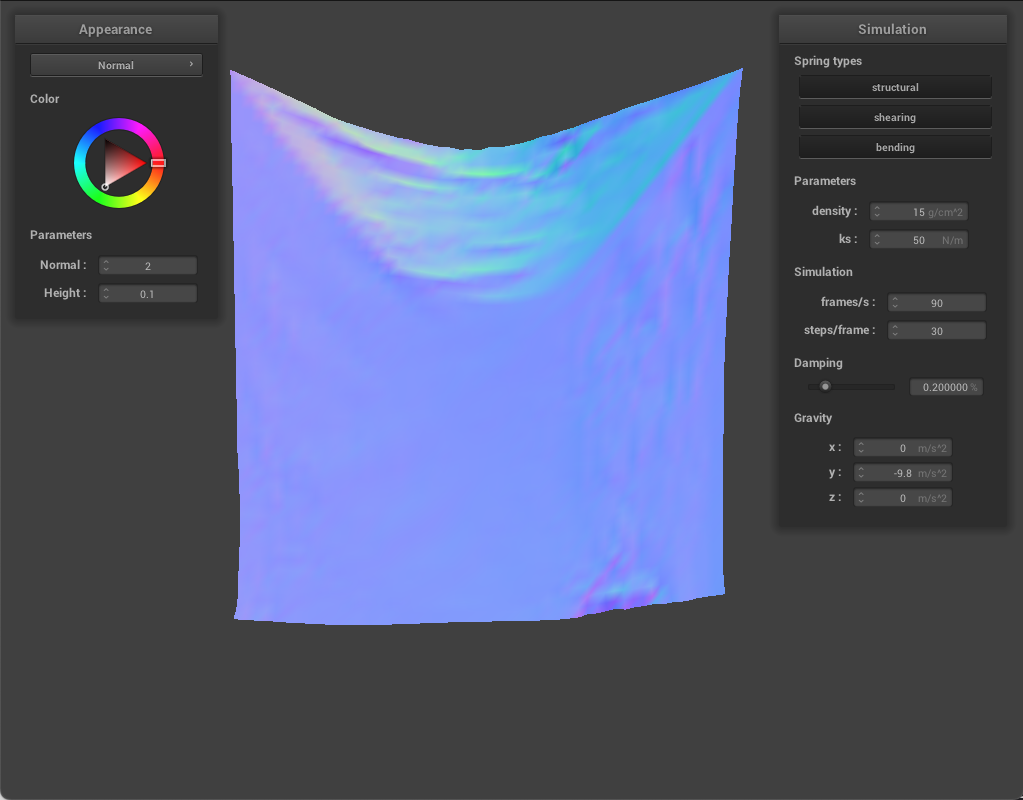 Appearance
Normal ›
Color
Parameters
Normal : 2
Height : 0.1
Simulation
Spring types
structural
shearing
bending
Parameters
density : 15 g/cm^2
ks : 50 N/m
Simulation
frames/s : 90
steps/frame : 30
Damping
0.200000 %
Gravity
x : 0 m/s^2
y : -9.8 m/s^2
z : 0 m/s^2